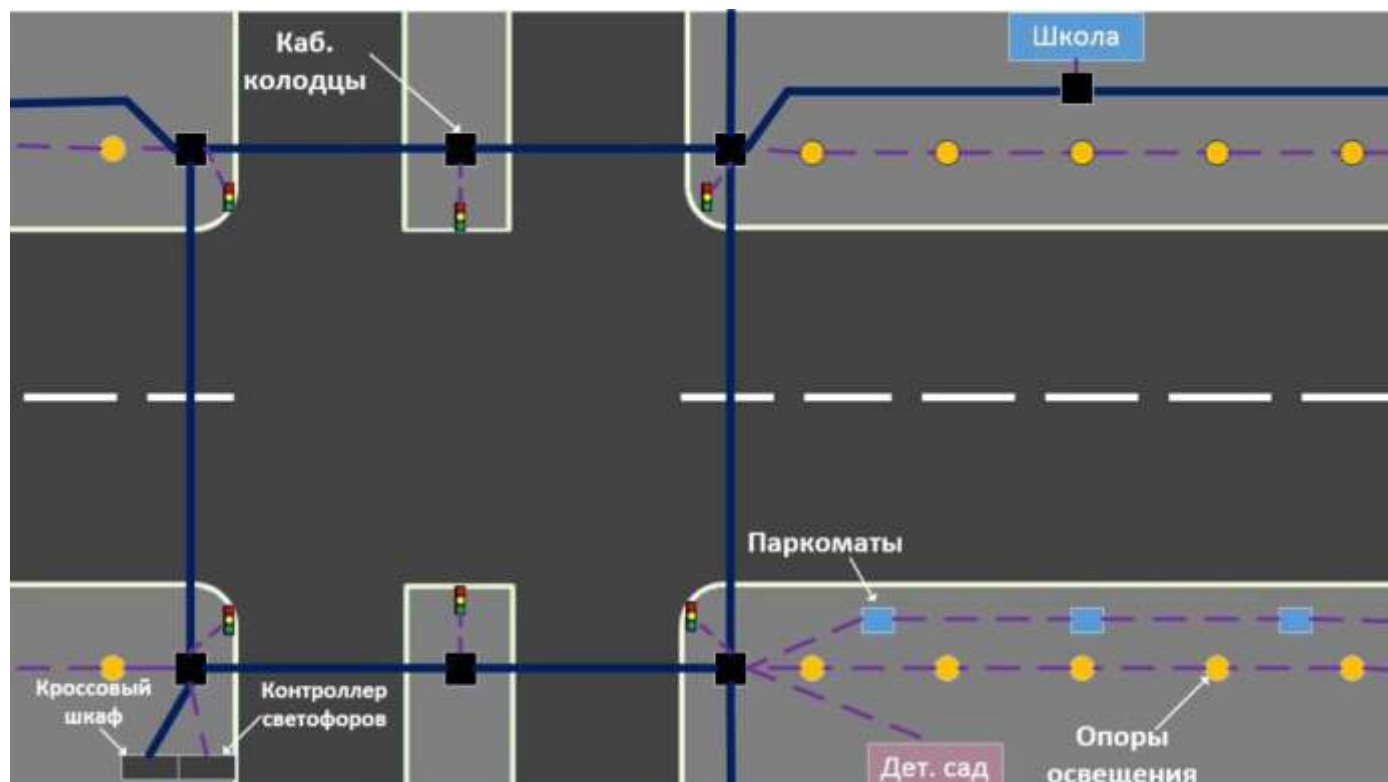 Каб.
колодцы
Школа
Паркоматы
Кроссовый
шкаф
Контроллер
светофоров
Опоры
освещения
Дет. сад